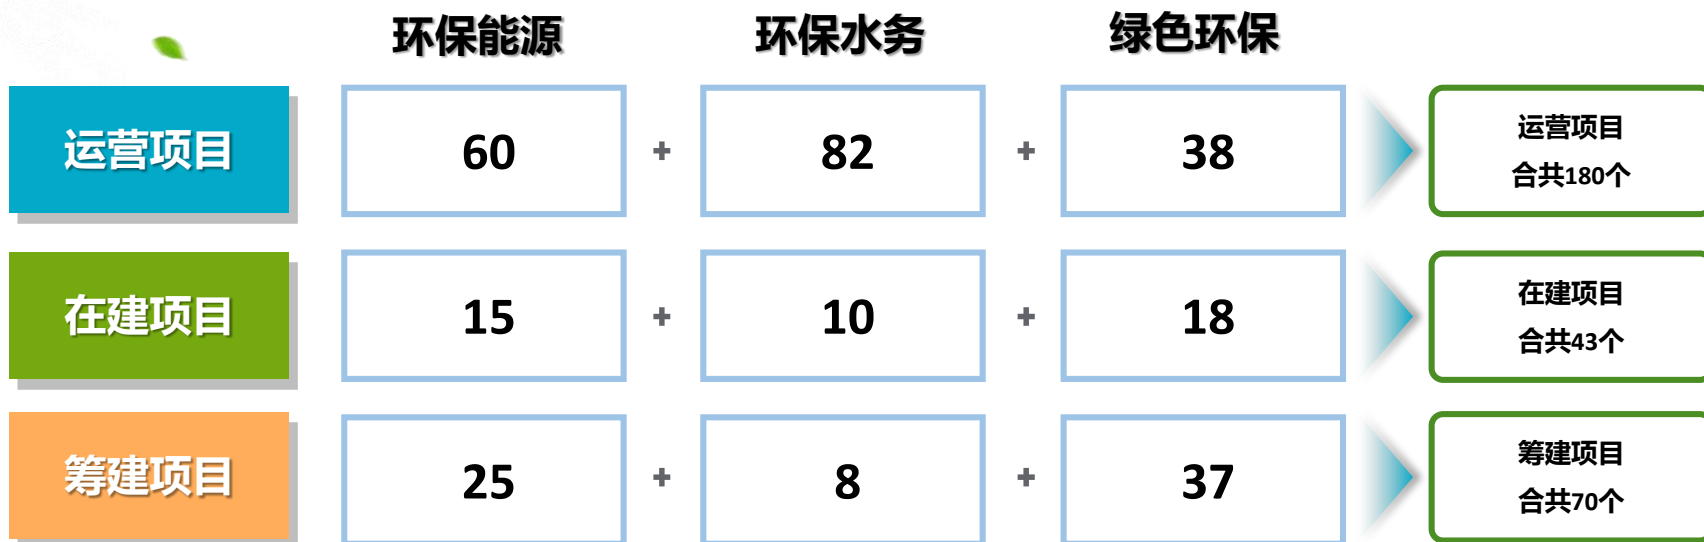 环保能源 环保水务 绿色环保
运营项目 60 + 82 + 38 运营项目
合共180个
在建项目 15 + 10 + 18 在建项目
合共43个
筹建项目 25 + 8 + 37 筹建项目
合共70个